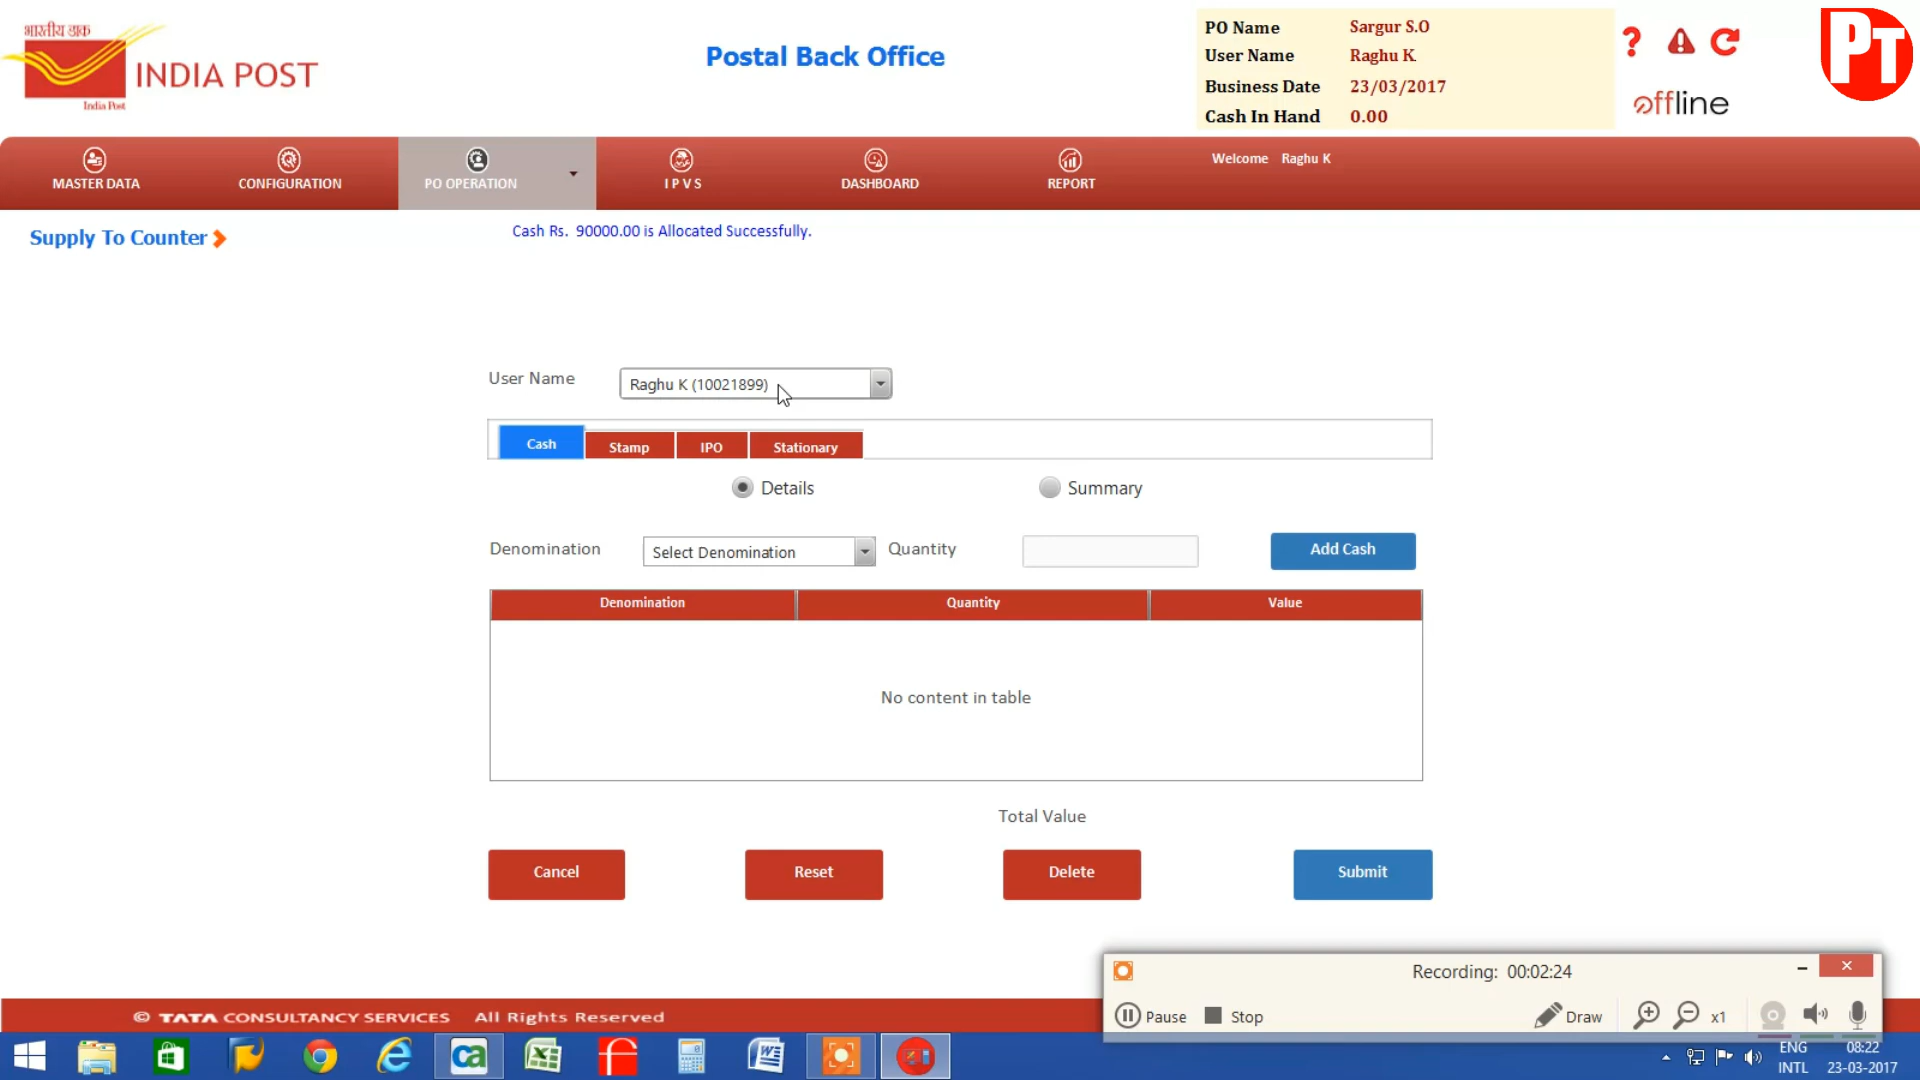 भारतीय डाक
India Post
INDIA POST
Postal Back Office
PO Name Sargur S.O
User Name Raghu K
Business Date 23/03/2017
Cash In Hand 0.00
?
offline
PT
MASTER DATA
CONFIGURATION
PO OPERATION
I P V S
DASHBOARD
REPORT
Welcome Raghu K
Supply To Counter
Cash Rs. 90000.00 is Allocated Successfully.
User Name Raghu K (10021899)
Cash Stamp IPO Stationary
Details Summary
Denomination Select Denomination Quantity Add Cash
Denomination Quantity Value
No content in table
Total Value
Cancel Reset Delete Submit
Recording: 00:02:24
Pause Stop Draw x1
© TATA CONSULTANCY SERVICES All Rights Reserved
ENG 08:22
INTL 23-03-2017